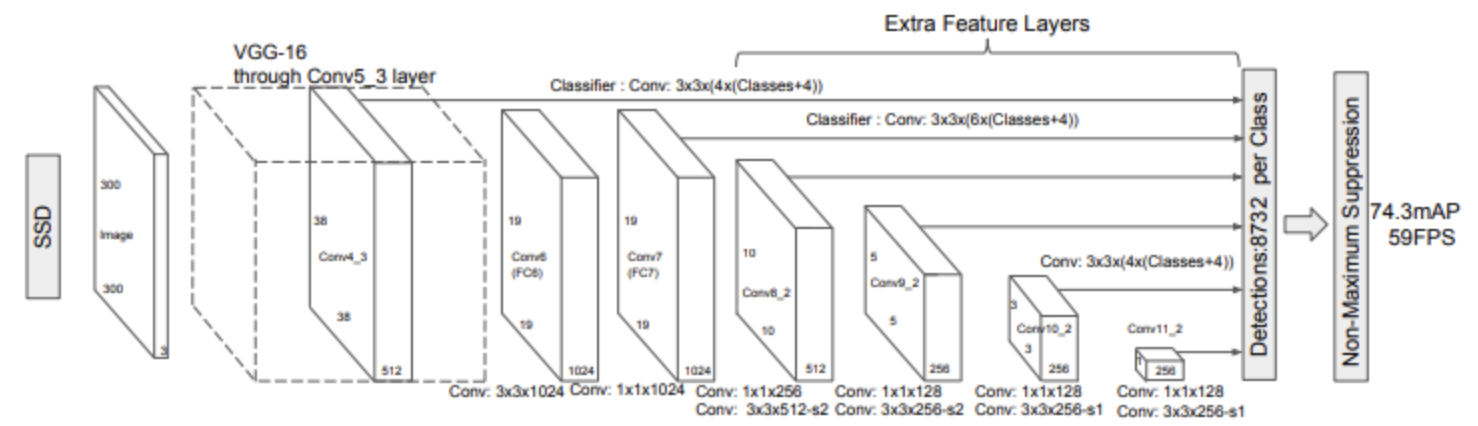 Extra Feature Layers
VGG-16
through Conv5_3 layer
Classifier : Conv: 3x3x(4x(Classes+4))
Classifier : Conv: 3x3x(6x(Classes+4))
SSD
300
Image
300
3
38
Conv4_3
38
512
19
Conv6
(FC6)
19
1024
19
Conv7
(FC7)
19
1024
10
Conv8_2
10
512
5
Conv9_2
5
256
Conv: 3x3x(4x(Classes+4))
3
Conv10_2
3
256
Conv11_2
1
256
Conv: 3x3x1024
Conv: 1x1x1024
Conv: 1x1x256
Conv: 3x3x512-s2
Conv: 1x1x128
Conv: 3x3x256-s2
Conv: 1x1x128
Conv: 3x3x256-s1
Conv: 1x1x128
Conv: 3x3x256-s1
Detections:8732 per Class
Non-Maximum Suppression
74.3mAP
59FPS